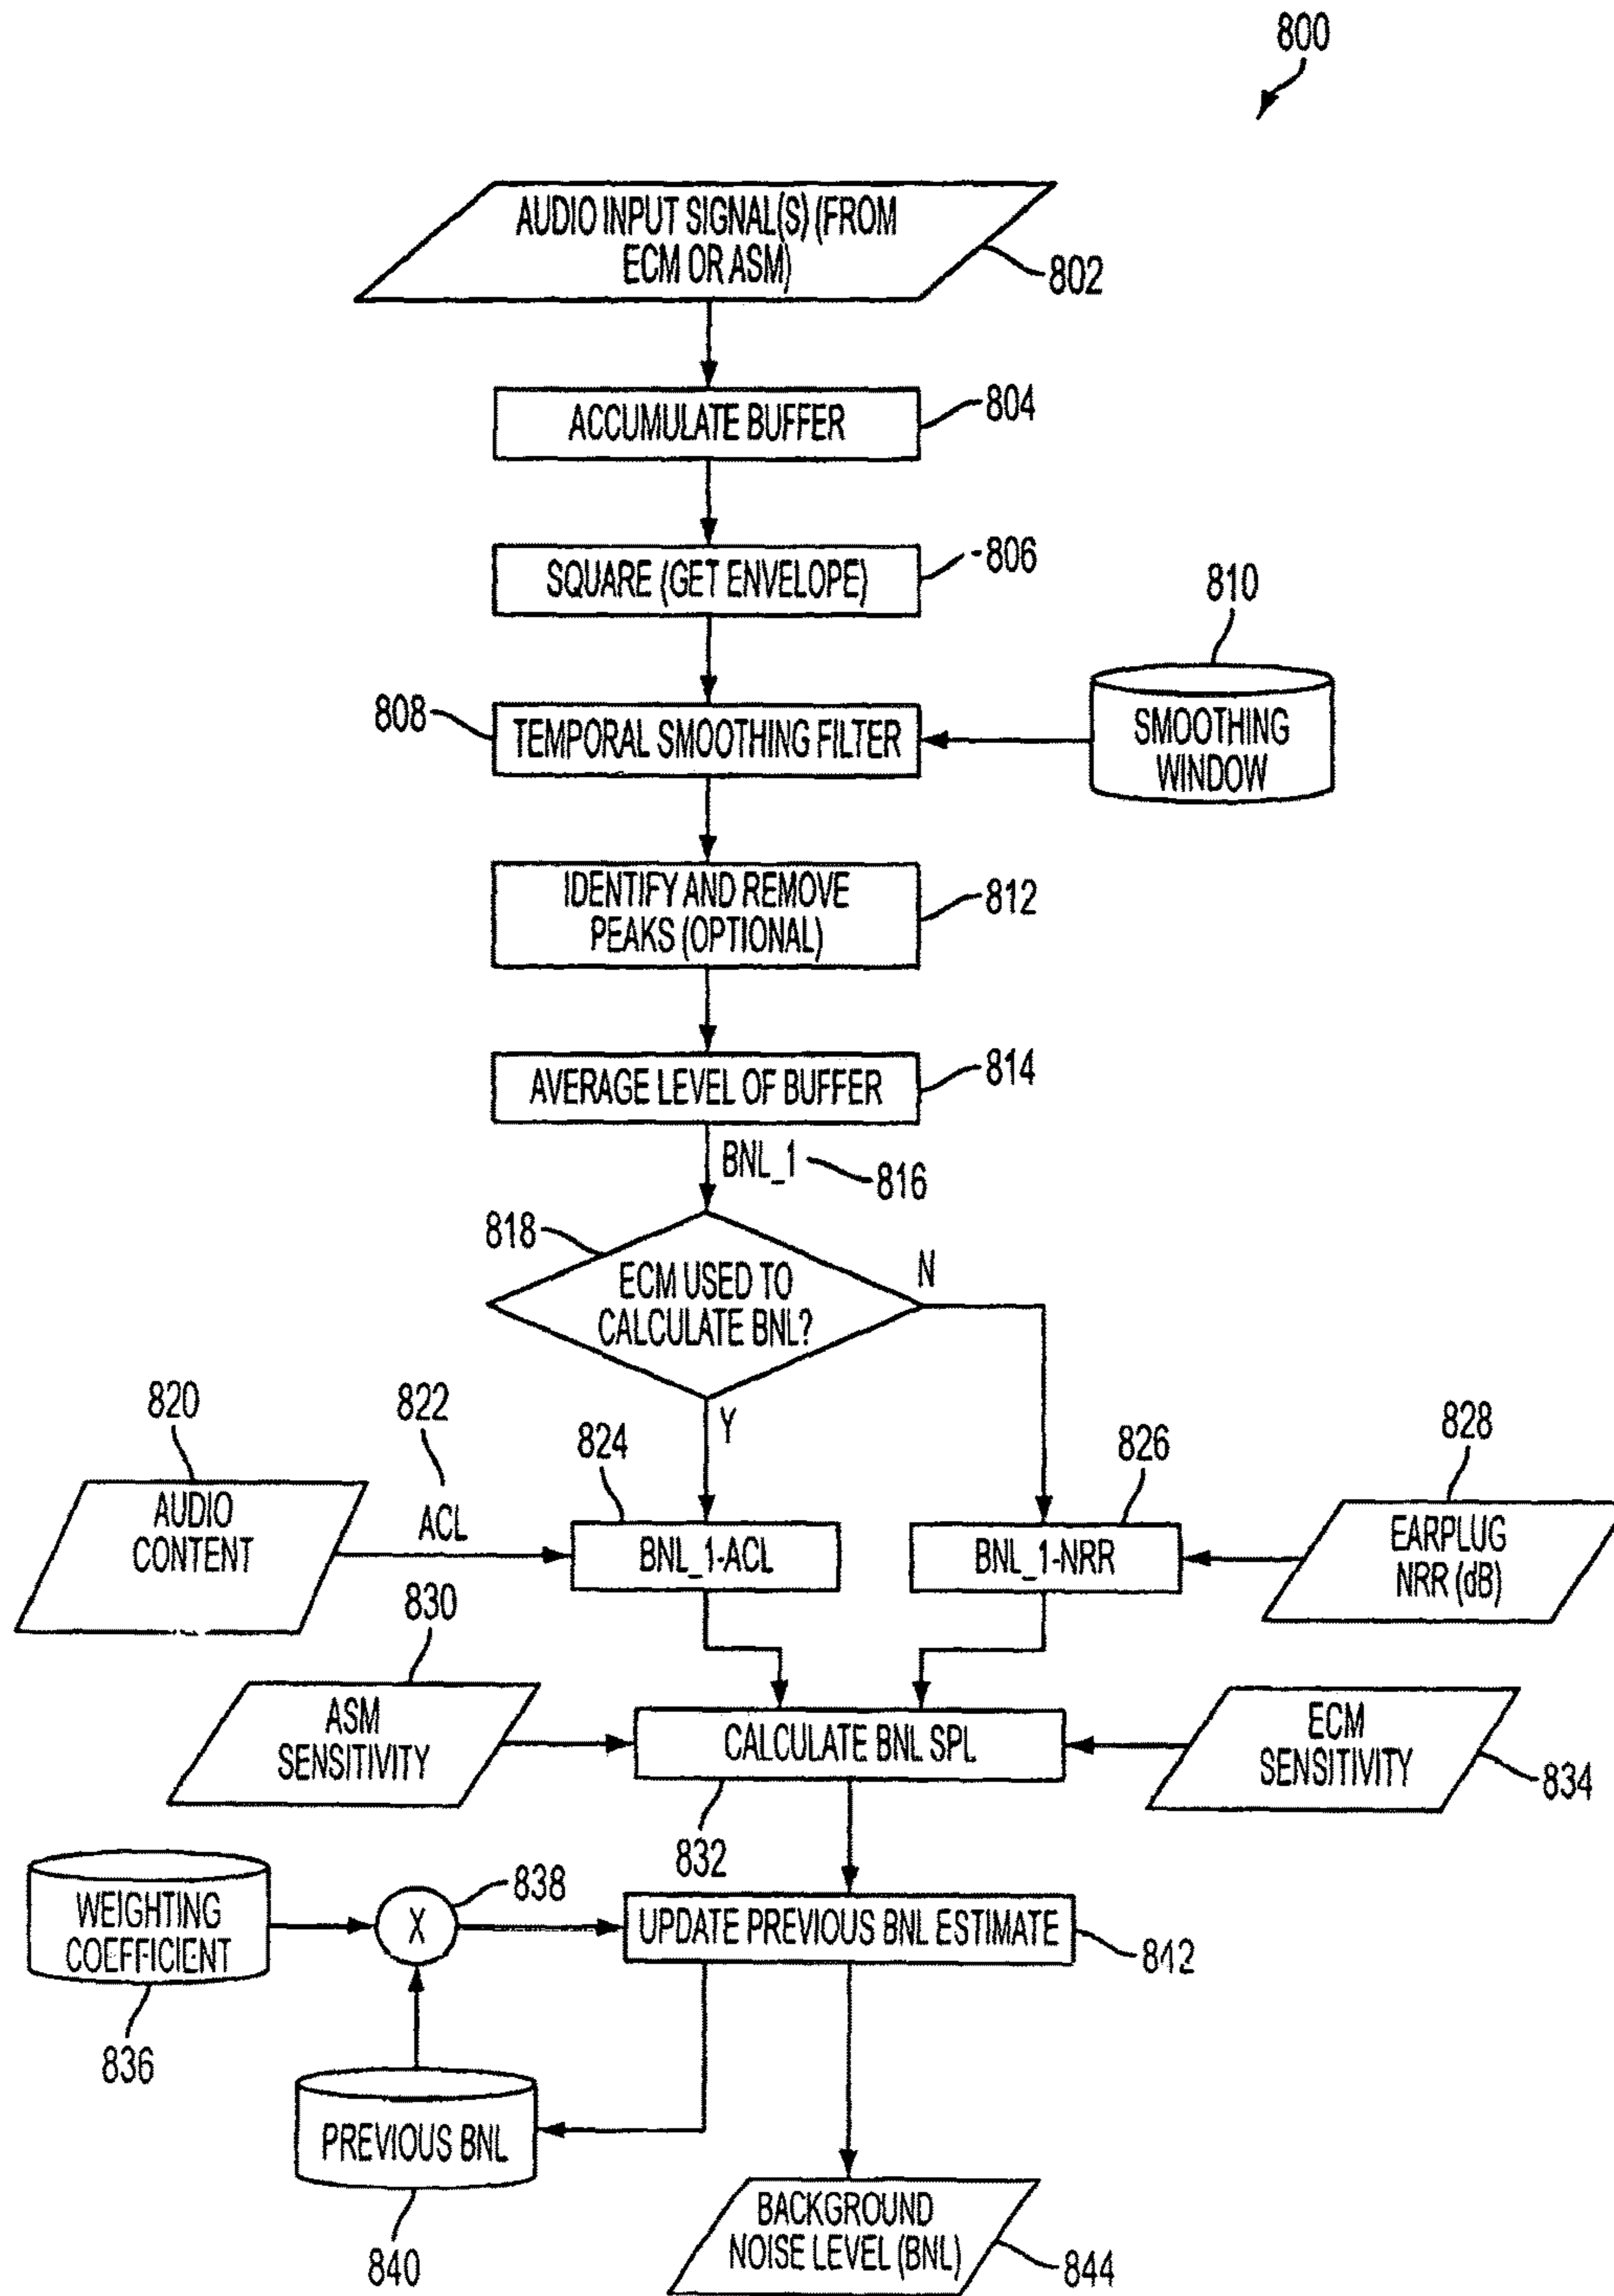 800
AUDIO INPUT SIGNAL(S) (FROM
ECM OR ASM)
802
ACCUMULATE BUFFER
804
SQUARE (GET ENVELOPE)
806
810
808
TEMPORAL SMOOTHING FILTER
SMOOTHING
WINDOW
IDENTIFY AND REMOVE
PEAKS (OPTIONAL)
812
AVERAGE LEVEL OF BUFFER
814
BNL_1
816
818
ECM USED TO
CALCULATE BNL?
N
Y
820
822
824
826
828
AUDIO
CONTENT
ACL
BNL_1-ACL
BNL_1-NRR
EARPLUG
NRR (dB)
830
ASM
SENSITIVITY
CALCULATE BNL SPL
ECM
SENSITIVITY
834
832
WEIGHTING
COEFFICIENT
838
X
UPDATE PREVIOUS BNL ESTIMATE
842
836
PREVIOUS BNL
840
BACKGROUND
NOISE LEVEL (BNL)
844